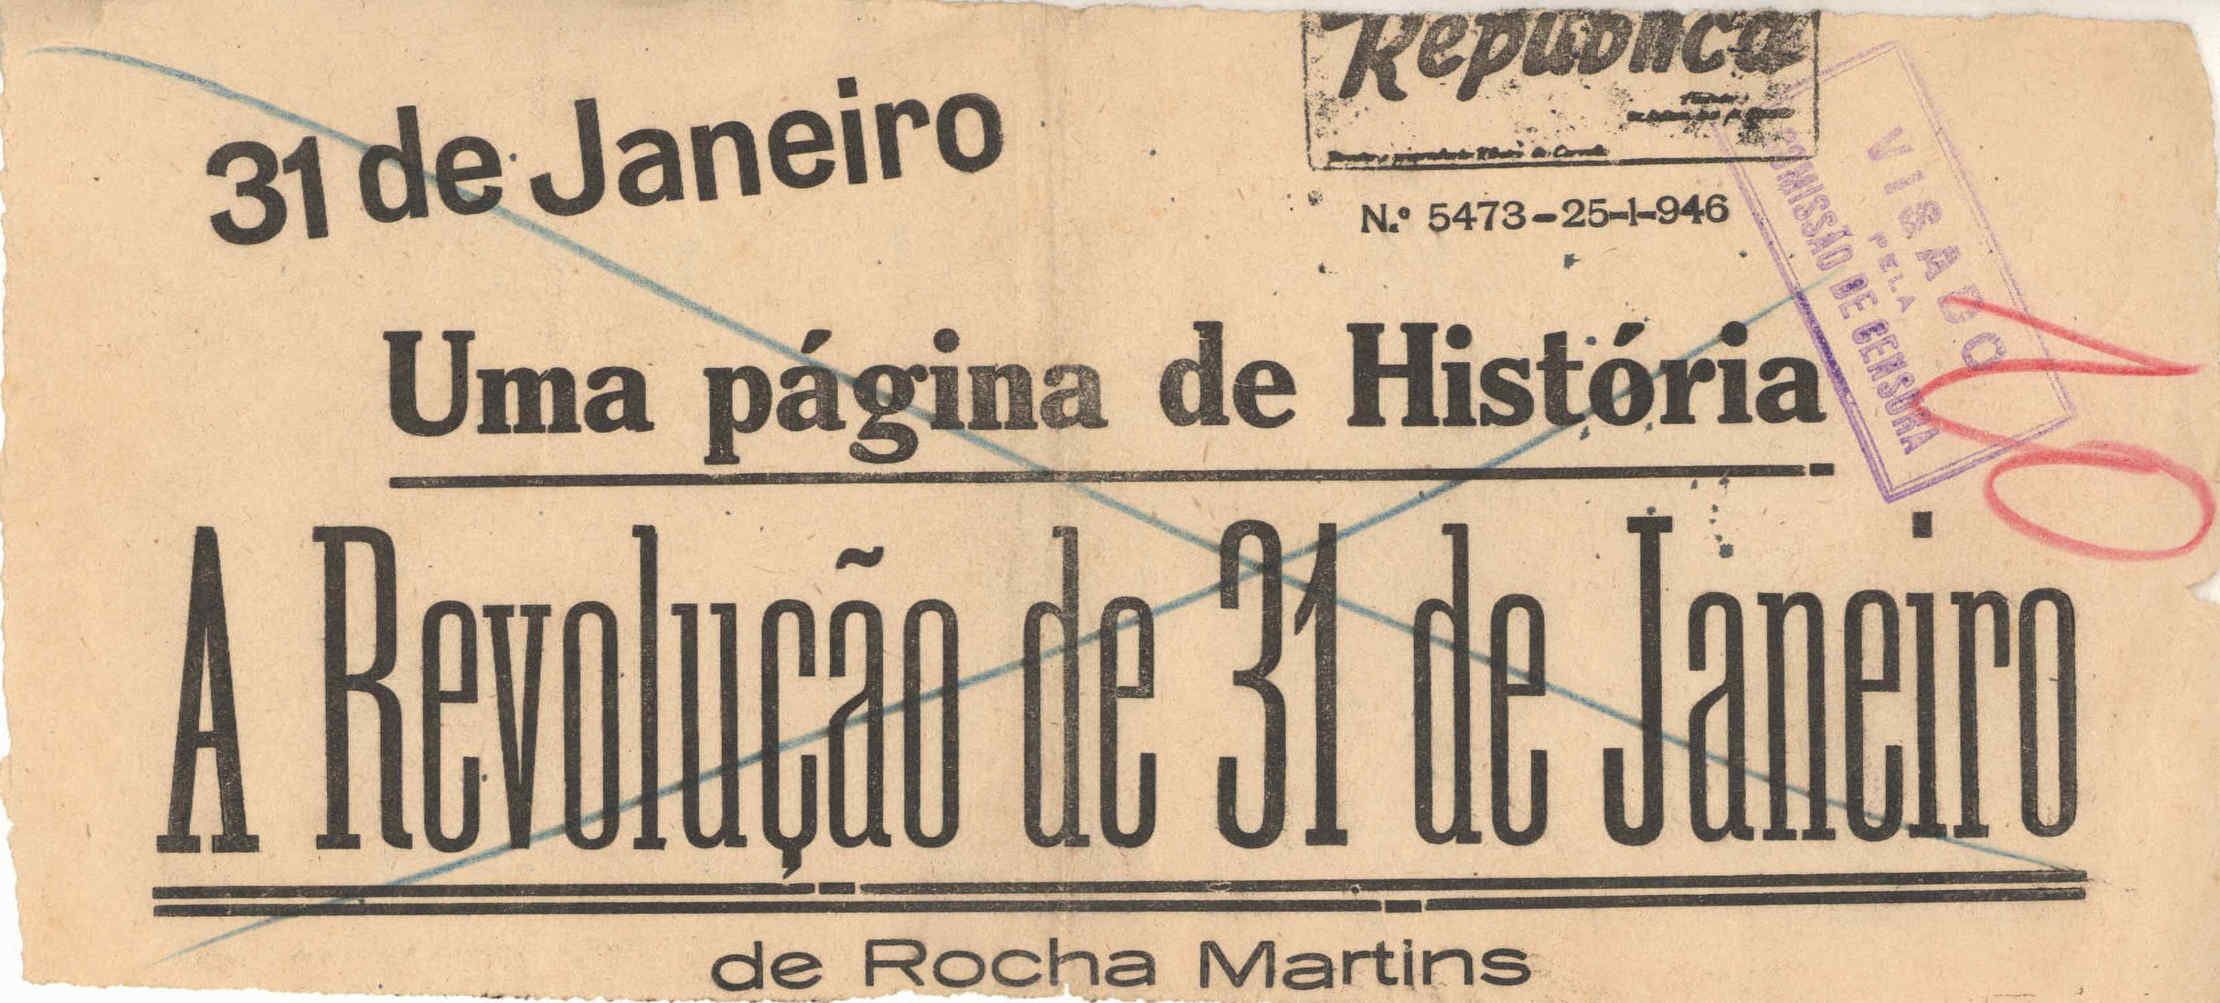 República
31 de Janeiro
N.º 5473-25-1-946
VISADO
PELA
COMISSÃO DE CENSURA
Uma página de História
A Revolução de 31 de Janeiro
de Rocha Martins